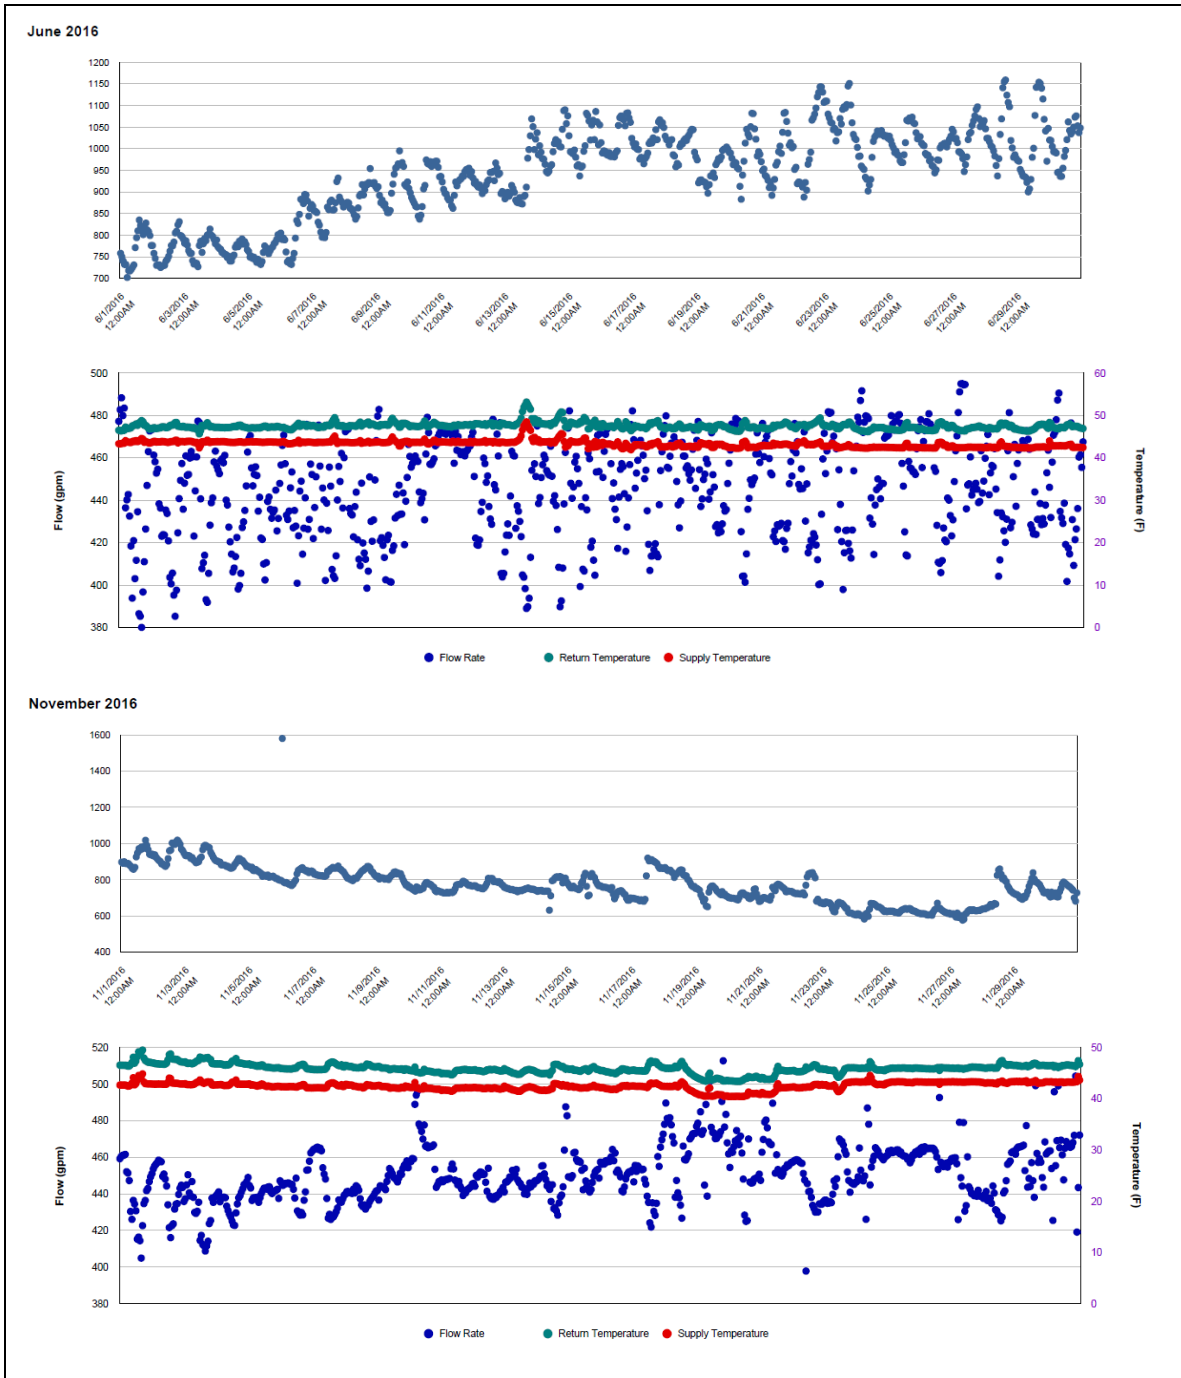 June 2016
1200
1150
1100
1050
1000
950
900
850
800
750
700
6/1/2016 12:00AM
6/3/2016 12:00AM
6/5/2016 12:00AM
6/7/2016 12:00AM
6/9/2016 12:00AM
6/11/2016 12:00AM
6/13/2016 12:00AM
6/15/2016 12:00AM
6/17/2016 12:00AM
6/19/2016 12:00AM
6/21/2016 12:00AM
6/23/2016 12:00AM
6/25/2016 12:00AM
6/27/2016 12:00AM
6/29/2016 12:00AM
Flow (gpm)
500
480
460
440
420
400
380
60
50
40
30
20
10
0
Temperature (F)
Flow Rate
Return Temperature
Supply Temperature
November 2016
1600
1400
1200
1000
800
600
400
11/1/2016 12:00AM
11/3/2016 12:00AM
11/5/2016 12:00AM
11/7/2016 12:00AM
11/9/2016 12:00AM
11/11/2016 12:00AM
11/13/2016 12:00AM
11/15/2016 12:00AM
11/17/2016 12:00AM
11/19/2016 12:00AM
11/21/2016 12:00AM
11/23/2016 12:00AM
11/25/2016 12:00AM
11/27/2016 12:00AM
11/29/2016 12:00AM
Flow (gpm)
520
500
480
460
440
420
400
380
50
40
30
20
10
0
Temperature (F)
Flow Rate
Return Temperature
Supply Temperature